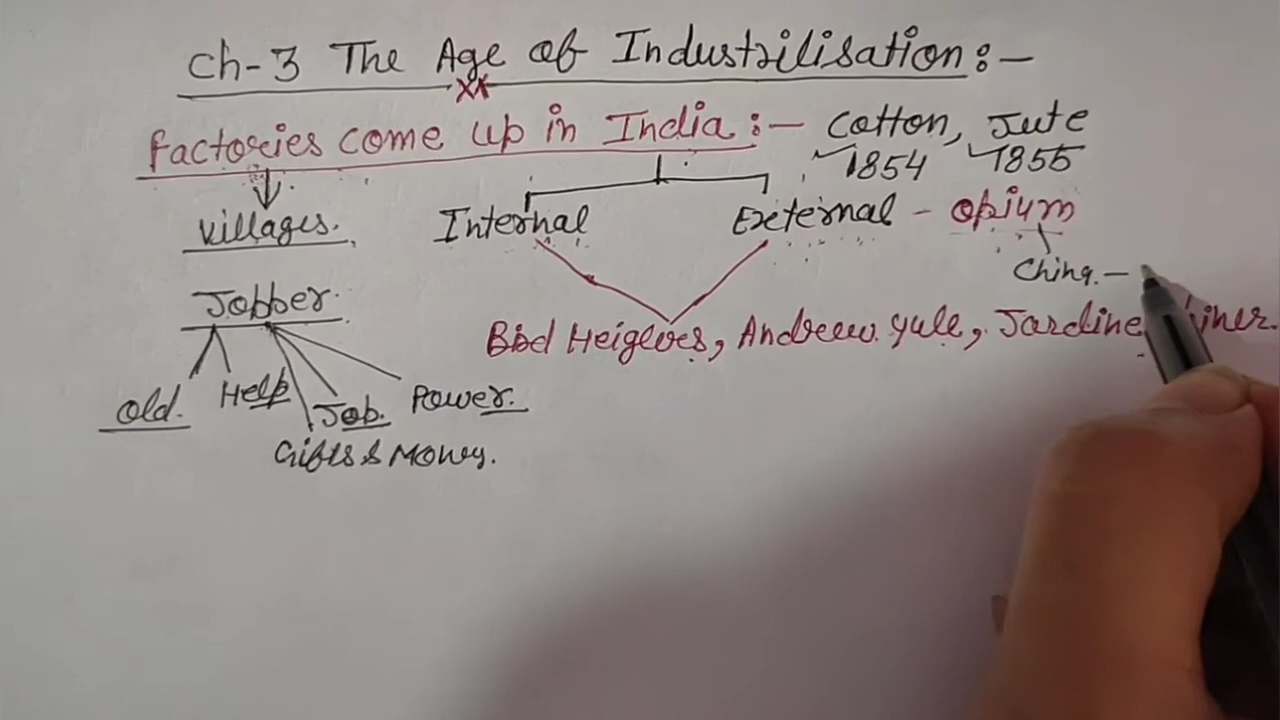 Ch-3 The Age of Industrilisation:-
factories come up in India:- Cotton, Jute
1854 1855
Villages. Internal External - Opium
China. -
Jobber.
Bird Heigloes, Andrew yule, Jardine
Old. Help Job. Power.
Gifts & Money.